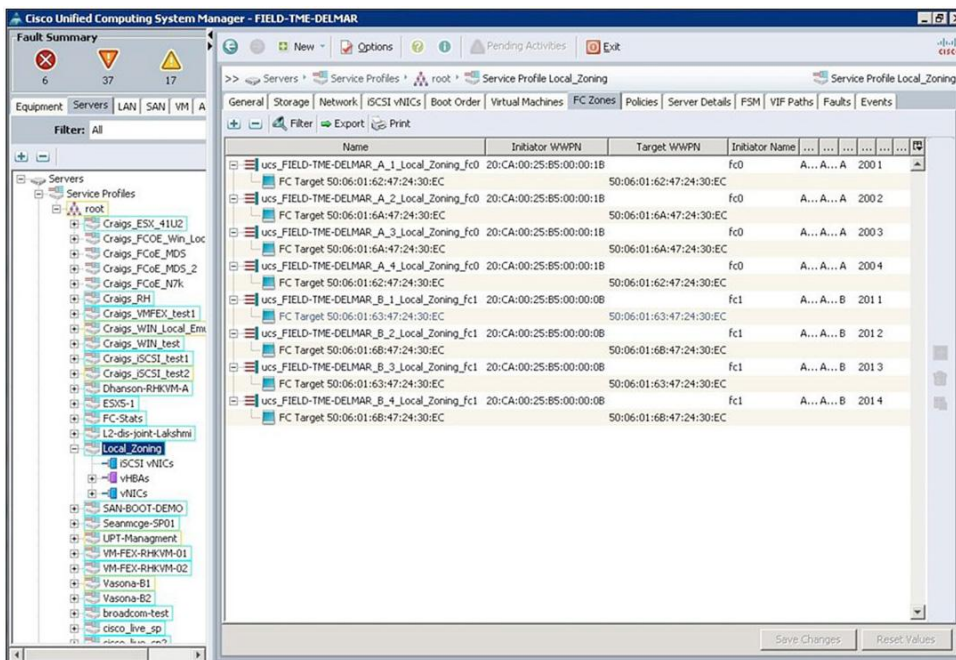 Cisco Unified Computing System Manager - FIELD-TME-DELMAR
Fault Summary
6 37 17
New Options Pending Activities Exit
>> Servers Service Profiles root Service Profile Local_Zoning Service Profile Local_Zoning
Equipment Servers LAN SAN VM A
Filter: All
General Storage Network iSCSI vNICs Boot Order Virtual Machines FC Zones Policies Server Details FSM VIF Paths Faults Events
Filter Export Print
Servers
Service Profiles
root
Craigs_ESX_41U2
Craigs_FCOE_Win_Loc
Craigs_FCoE_MDS
Craigs_FCoE_MDS_2
Craigs_FCoE_N7k
Craigs_RH
Craigs_VMFEX_test1
Craigs_WIN_Local_Emu
Craigs_WIN_test
Craigs_iSCSI_test1
Craigs_iSCSI_test2
Dhanson-RHKVM-A
ESX5-1
FC-Stats
L2-dis-joint-Lakshmi
Local_Zoning
iSCSI vNICs
vHBAs
vNICs
SAN-BOOT-DEMO
Seanmcge-SP01
UPT-Managment
VM-FEX-RHKVM-01
VM-FEX-RHKVM-02
Vasona-B1
Vasona-B2
broadcom-test
cisco_live_sp
Name Initiator WWPN Target WWPN Initiator Name ... ... ... ... ... ...
ucs_FIELD-TME-DELMAR_A_1_Local_Zoning_fc0 20:CA:00:25:B5:00:00:1B fc0 A... A... A 2001
FC Target 50:06:01:62:47:24:30:EC 50:06:01:62:47:24:30:EC
ucs_FIELD-TME-DELMAR_A_2_Local_Zoning_fc0 20:CA:00:25:B5:00:00:1B fc0 A... A... A 2002
FC Target 50:06:01:6A:47:24:30:EC 50:06:01:6A:47:24:30:EC
ucs_FIELD-TME-DELMAR_A_3_Local_Zoning_fc0 20:CA:00:25:B5:00:00:1B fc0 A... A... A 2003
FC Target 50:06:01:6A:47:24:30:EC 50:06:01:6A:47:24:30:EC
ucs_FIELD-TME-DELMAR_A_4_Local_Zoning_fc0 20:CA:00:25:B5:00:00:1B fc0 A... A... A 2004
FC Target 50:06:01:62:47:24:30:EC 50:06:01:62:47:24:30:EC
ucs_FIELD-TME-DELMAR_B_1_Local_Zoning_fc1 20:CA:00:25:B5:00:00:0B fc1 A... A... B 2011
FC Target 50:06:01:63:47:24:30:EC 50:06:01:63:47:24:30:EC
ucs_FIELD-TME-DELMAR_B_2_Local_Zoning_fc1 20:CA:00:25:B5:00:00:0B fc1 A... A... B 2012
FC Target 50:06:01:6B:47:24:30:EC 50:06:01:6B:47:24:30:EC
ucs_FIELD-TME-DELMAR_B_3_Local_Zoning_fc1 20:CA:00:25:B5:00:00:0B fc1 A... A... B 2013
FC Target 50:06:01:63:47:24:30:EC 50:06:01:63:47:24:30:EC
ucs_FIELD-TME-DELMAR_B_4_Local_Zoning_fc1 20:CA:00:25:B5:00:00:0B fc1 A... A... B 2014
FC Target 50:06:01:6B:47:24:30:EC 50:06:01:6B:47:24:30:EC
Save Changes Reset Values